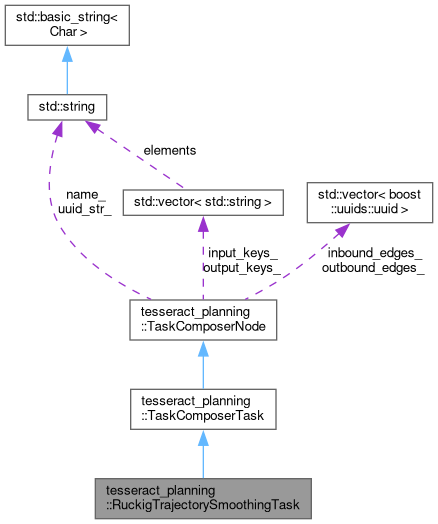 std::basic_string<
Char >
std::string
elements
name_
uuid_str_
std::vector< std::string >
std::vector< boost
::uuids::uuid >
input_keys_
output_keys_
inbound_edges_
outbound_edges_
tesseract_planning
::TaskComposerNode
tesseract_planning
::TaskComposerTask
tesseract_planning
::RuckigTrajectorySmoothingTask